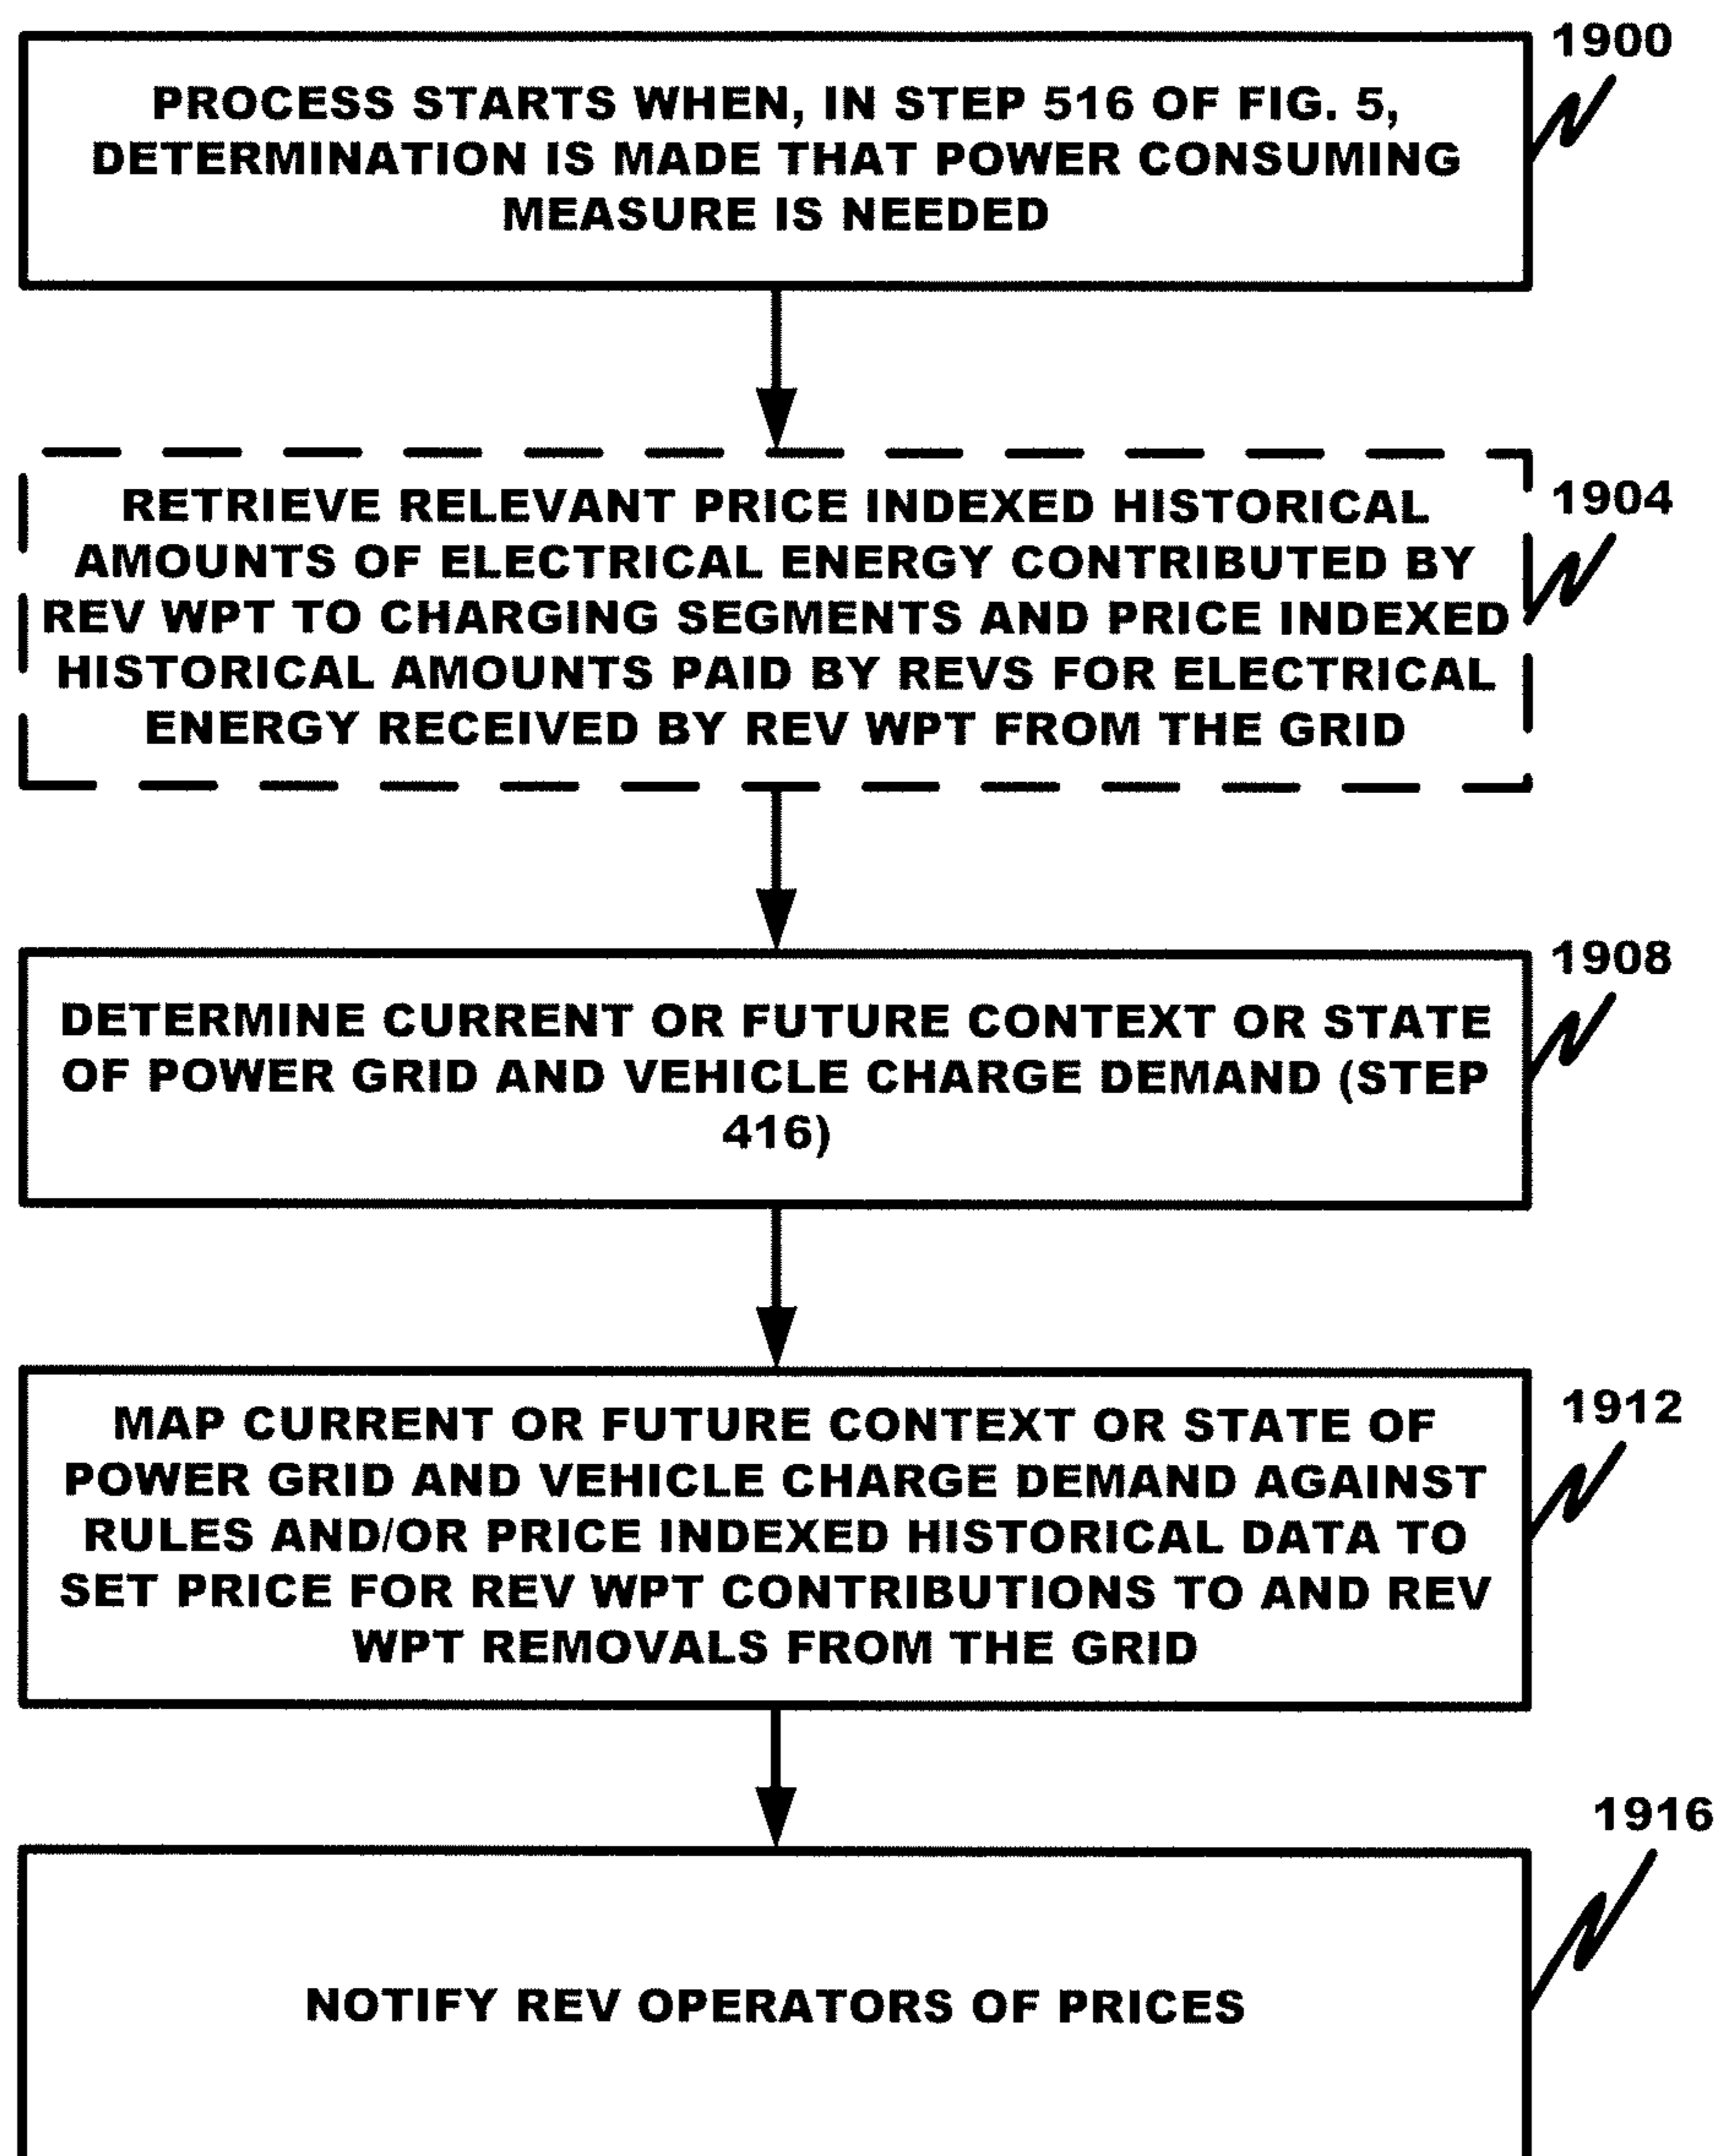 1900
PROCESS STARTS WHEN, IN STEP 516 OF FIG. 5,
DETERMINATION IS MADE THAT POWER CONSUMING
MEASURE IS NEEDED
1904
RETRIEVE RELEVANT PRICE INDEXED HISTORICAL
AMOUNTS OF ELECTRICAL ENERGY CONTRIBUTED BY
REV WPT TO CHARGING SEGMENTS AND PRICE INDEXED
HISTORICAL AMOUNTS PAID BY REVS FOR ELECTRICAL
ENERGY RECEIVED BY REV WPT FROM THE GRID
1908
DETERMINE CURRENT OR FUTURE CONTEXT OR STATE
OF POWER GRID AND VEHICLE CHARGE DEMAND (STEP
416)
1912
MAP CURRENT OR FUTURE CONTEXT OR STATE OF
POWER GRID AND VEHICLE CHARGE DEMAND AGAINST
RULES AND/OR PRICE INDEXED HISTORICAL DATA TO
SET PRICE FOR REV WPT CONTRIBUTIONS TO AND REV
WPT REMOVALS FROM THE GRID
1916
NOTIFY REV OPERATORS OF PRICES